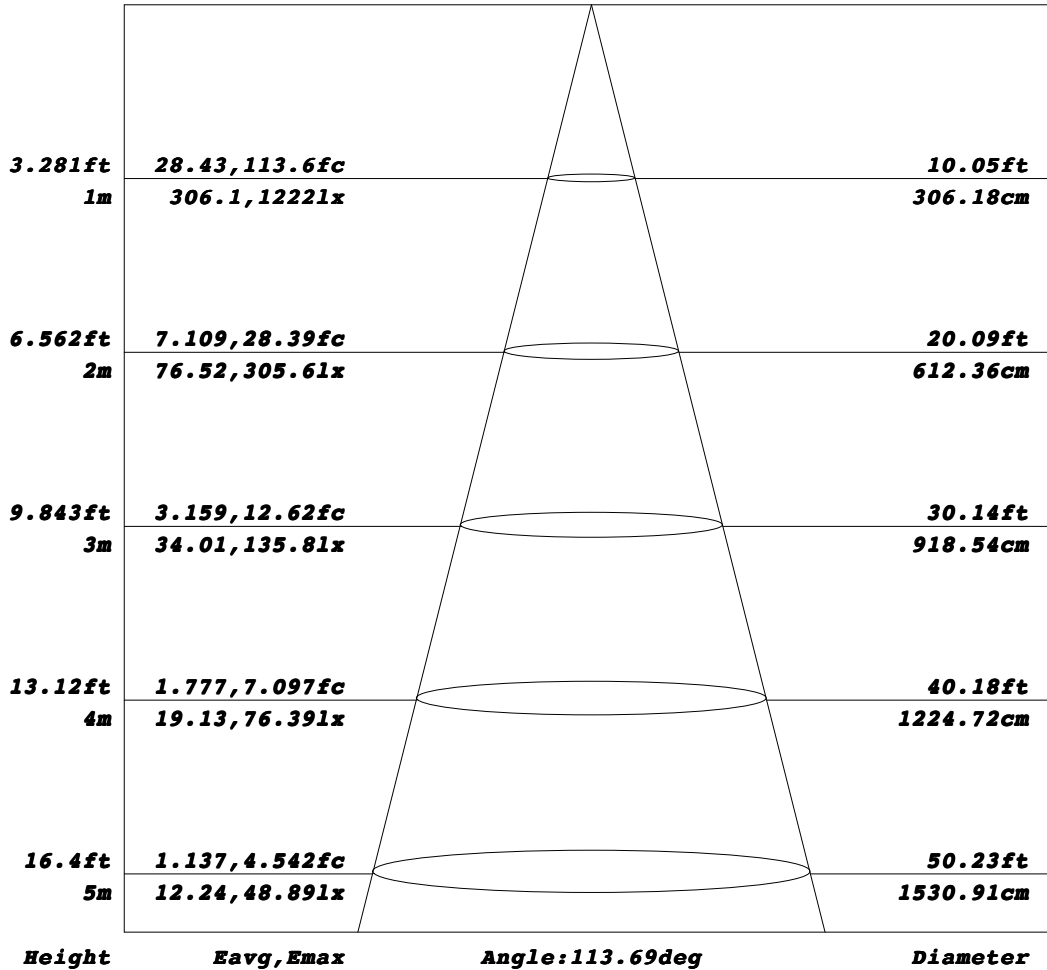 3.281ft 28.43,113.6fc 10.05ft
1m 306.1,1222lx 306.18cm
6.562ft 7.109,28.39fc 20.09ft
2m 76.52,305.6lx 612.36cm
9.843ft 3.159,12.62fc 30.14ft
3m 34.01,135.8lx 918.54cm
13.12ft 1.777,7.097fc 40.18ft
4m 19.13,76.39lx 1224.72cm
16.4ft 1.137,4.542fc 50.23ft
5m 12.24,48.89lx 1530.91cm
Height Eavg,Emax Angle:113.69deg Diameter